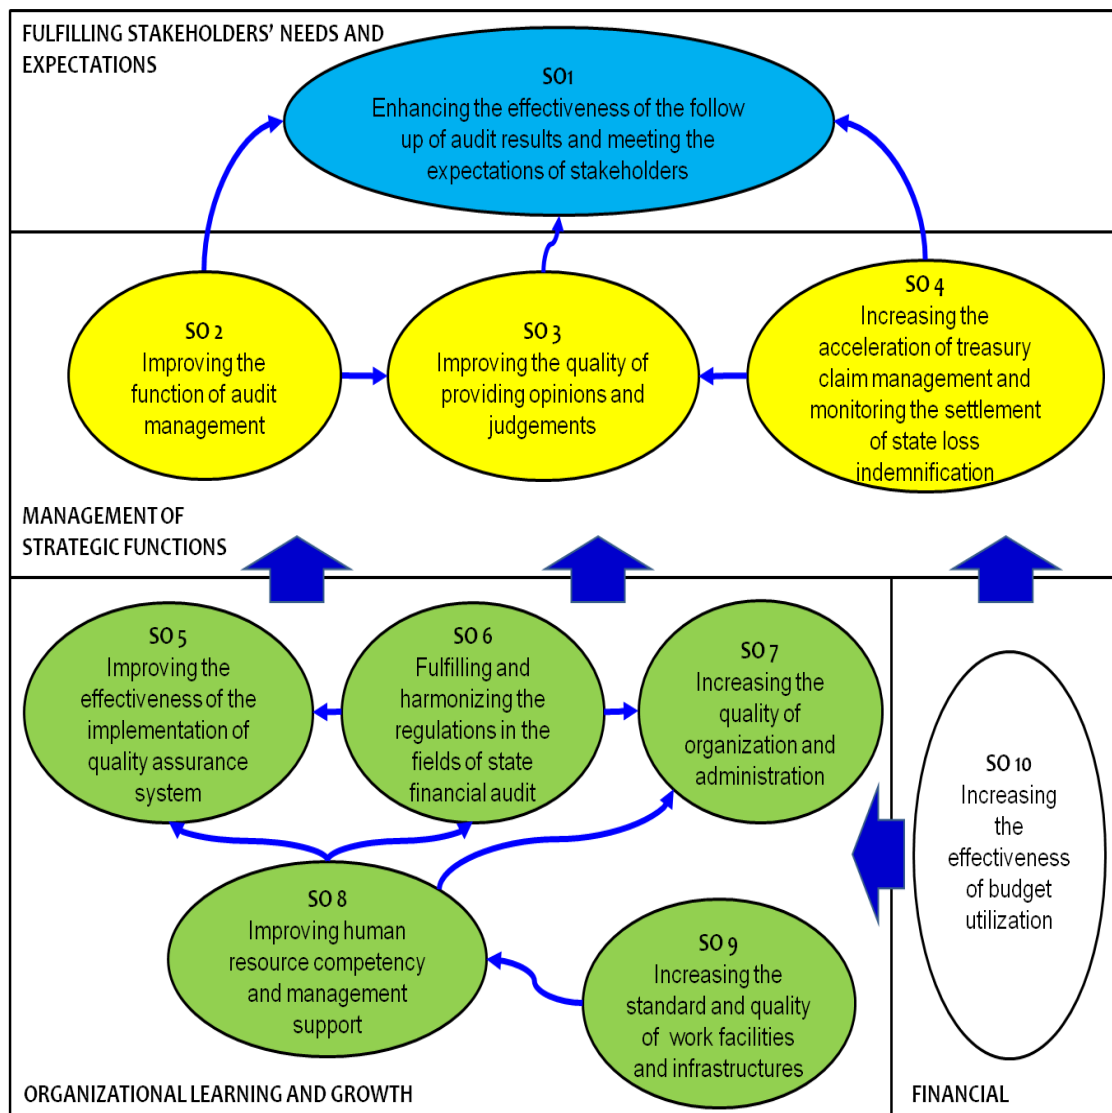 FULFILLING STAKEHOLDERS’ NEEDS AND
EXPECTATIONS
SO1
Enhancing the effectiveness of the follow
up of audit results and meeting the
expectations of stakeholders
SO 2
Improving the
function of audit
management
SO 3
Improving the quality of
providing opinions and
judgements
SO 4
Increasing the
acceleration of treasury
claim management and
monitoring the settlement
of state loss
indemnification
MANAGEMENT OF
STRATEGIC FUNCTIONS
SO 5
Improving the
effectiveness of the
implementation of
quality assurance
system
SO 6
Fulfilling and
harmonizing the
regulations in the
fields of state
financial audit
SO 7
Increasing the
quality of
organization and
administration
SO 8
Improving human
resource competency
and management
support
SO 9
Increasing the
standard and quality
of work facilities
and infrastructures
SO 10
Increasing
the
effectiveness
of budget
utilization
ORGANIZATIONAL LEARNING AND GROWTH
FINANCIAL